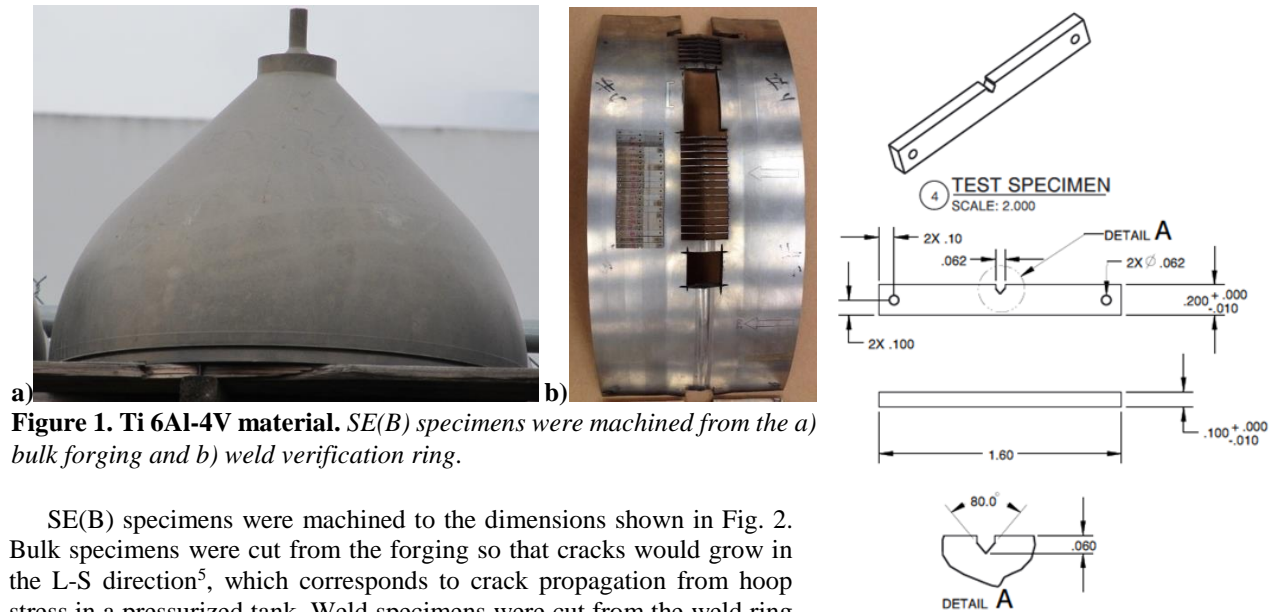 a)
b)
Figure 1. Ti 6Al-4V material. SE(B) specimens were machined from the a)
bulk forging and b) weld verification ring.
SE(B) specimens were machined to the dimensions shown in Fig. 2.
Bulk specimens were cut from the forging so that cracks would grow in
the L-S direction⁵, which corresponds to crack propagation from hoop
stress in a pressurized tank. Weld specimens were cut from the weld ring
4 TEST SPECIMEN
SCALE: 2.000
2X .10
.062
DETAIL A
2X Ø .062
.200 + .000
-.010
2X .100
.100 + .000
-.010
1.60
80.0°
.060
DETAIL A